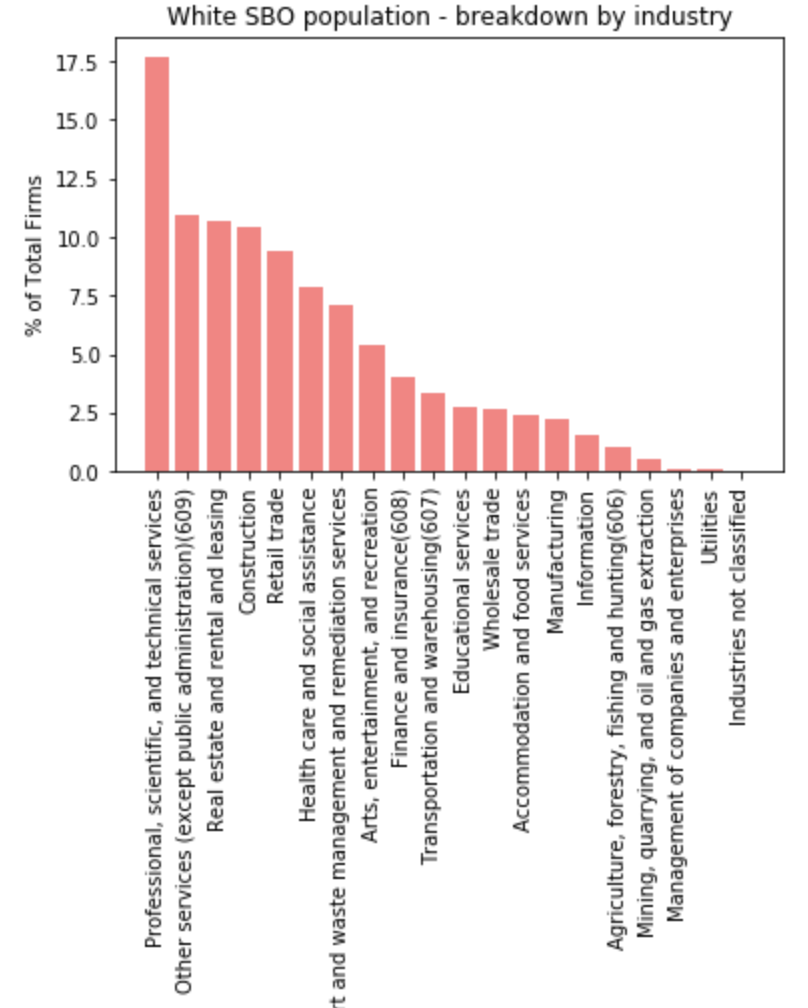 White SBO population - breakdown by industry
% of Total Firms
17.5
15.0
12.5
10.0
7.5
5.0
2.5
0.0
Professional, scientific, and technical services
Other services (except public administration)(609)
Real estate and rental and leasing
Construction
Retail trade
Health care and social assistance
rt and waste management and remediation services
Arts, entertainment, and recreation
Finance and insurance(608)
Transportation and warehousing(607)
Educational services
Wholesale trade
Accommodation and food services
Manufacturing
Information
Agriculture, forestry, fishing and hunting(606)
Mining, quarrying, and oil and gas extraction
Management of companies and enterprises
Utilities
Industries not classified